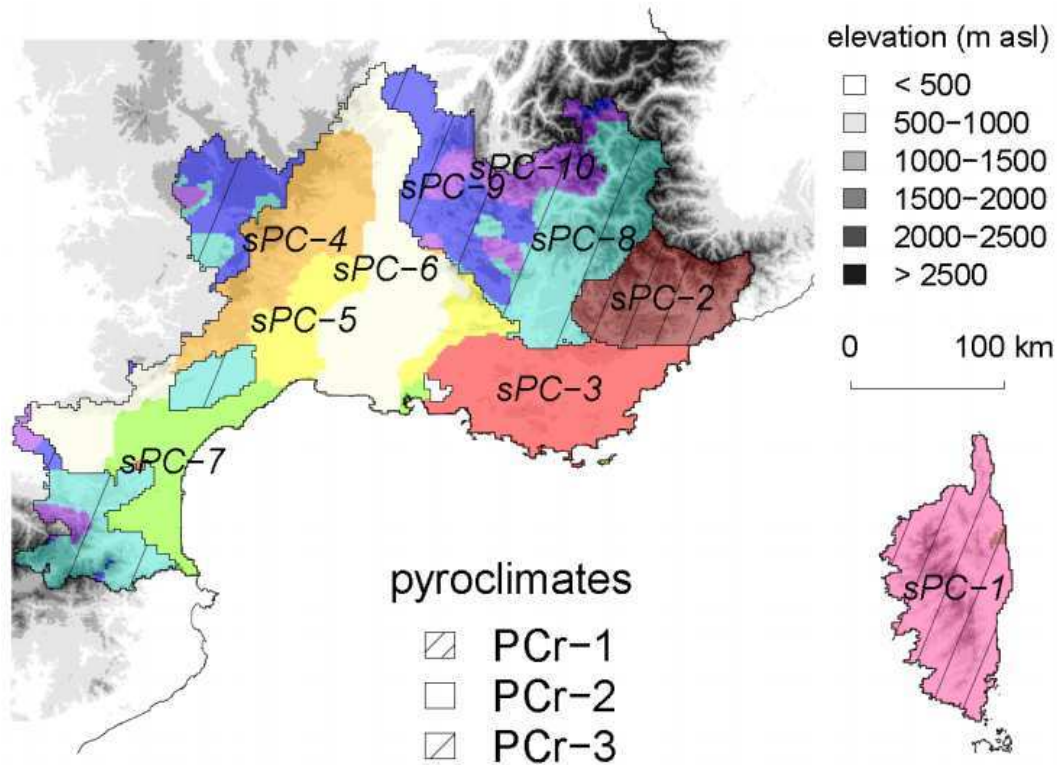 elevation (m asl)
< 500
500−1000
1000−1500
1500−2000
2000−2500
> 2500
0 100 km
sPC−10
sPC−9
sPC−4
sPC−8
sPC−6
sPC−2
sPC−5
sPC−3
sPC−7
sPC−1
pyroclimates
PCr−1
PCr−2
PCr−3